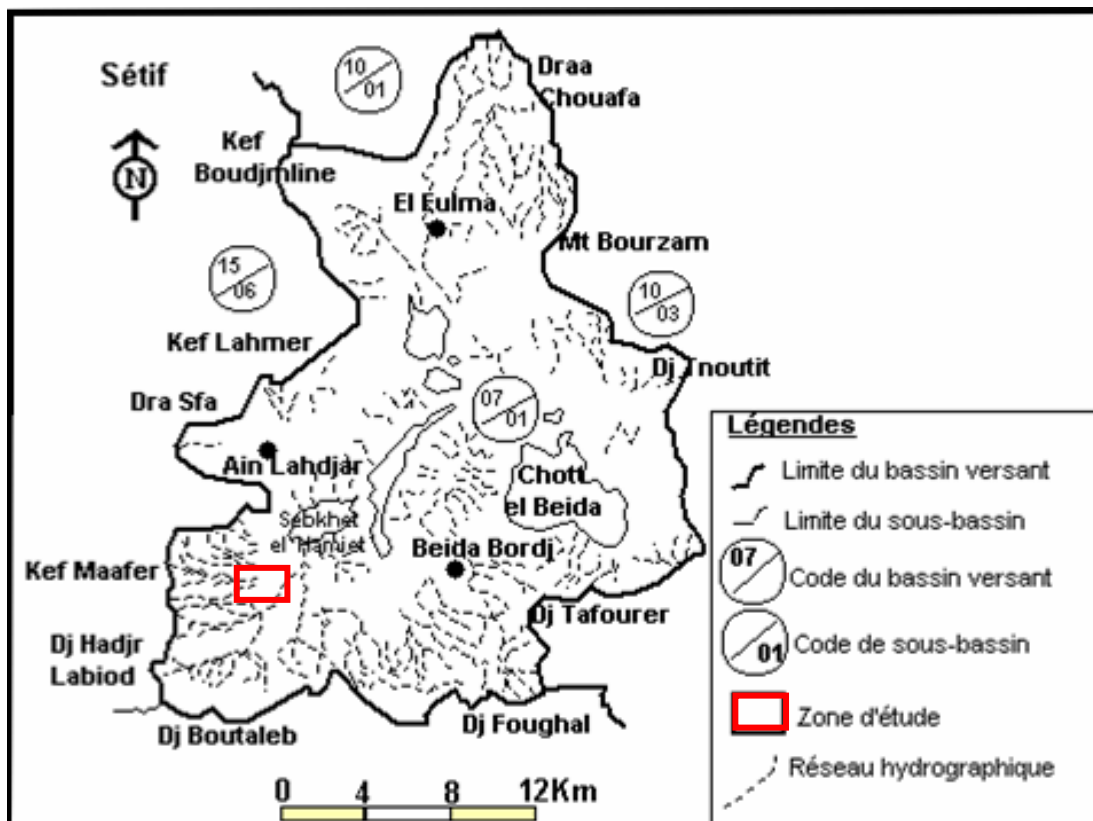 Sétif
10
01
Draa
Chouafa
Kef
Boudjmline
N
El Eulma
Mt Bourzam
15
06
10
03
Kef Lahmer
Dj Tnoutit
Dra Sfa
07
01
Ain Lahdjar
Chott
el Beida
Sebkhet
el Hamiet
Beida Bordj
Kef Maafer
Dj Tafourer
Dj Hadjr
Labiod
Dj Boutaleb
Dj Foughal
0 4 8 12Km
Légendes
Limite du bassin versant
Limite du sous-bassin
07
Code du bassin versant
01
Code de sous-bassin
Zone d'étude
Réseau hydrographique